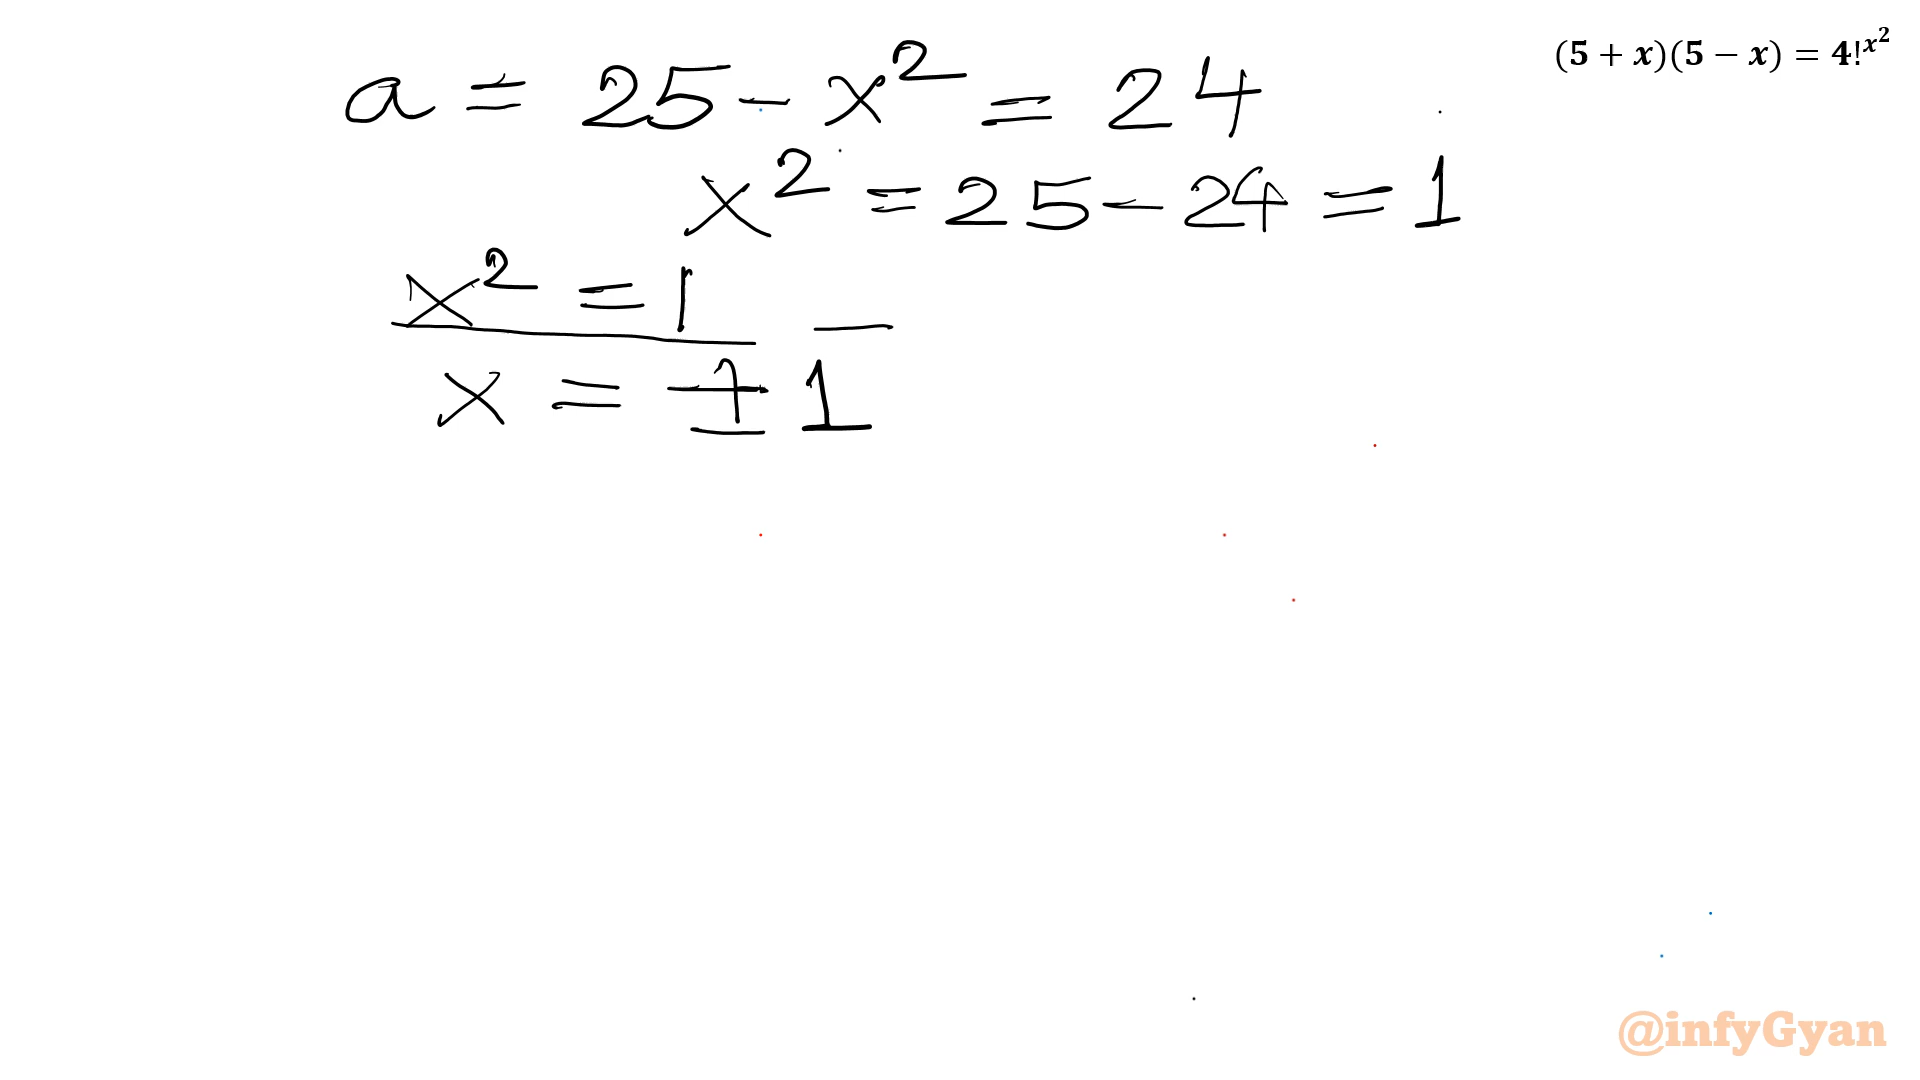 (5 + x)(5 − x) = 4!^x^2
a = 25 − x^2 = 24
x^2 = 25 − 24 = 1
x^2 = 1
x = ± 1
@infyGyan